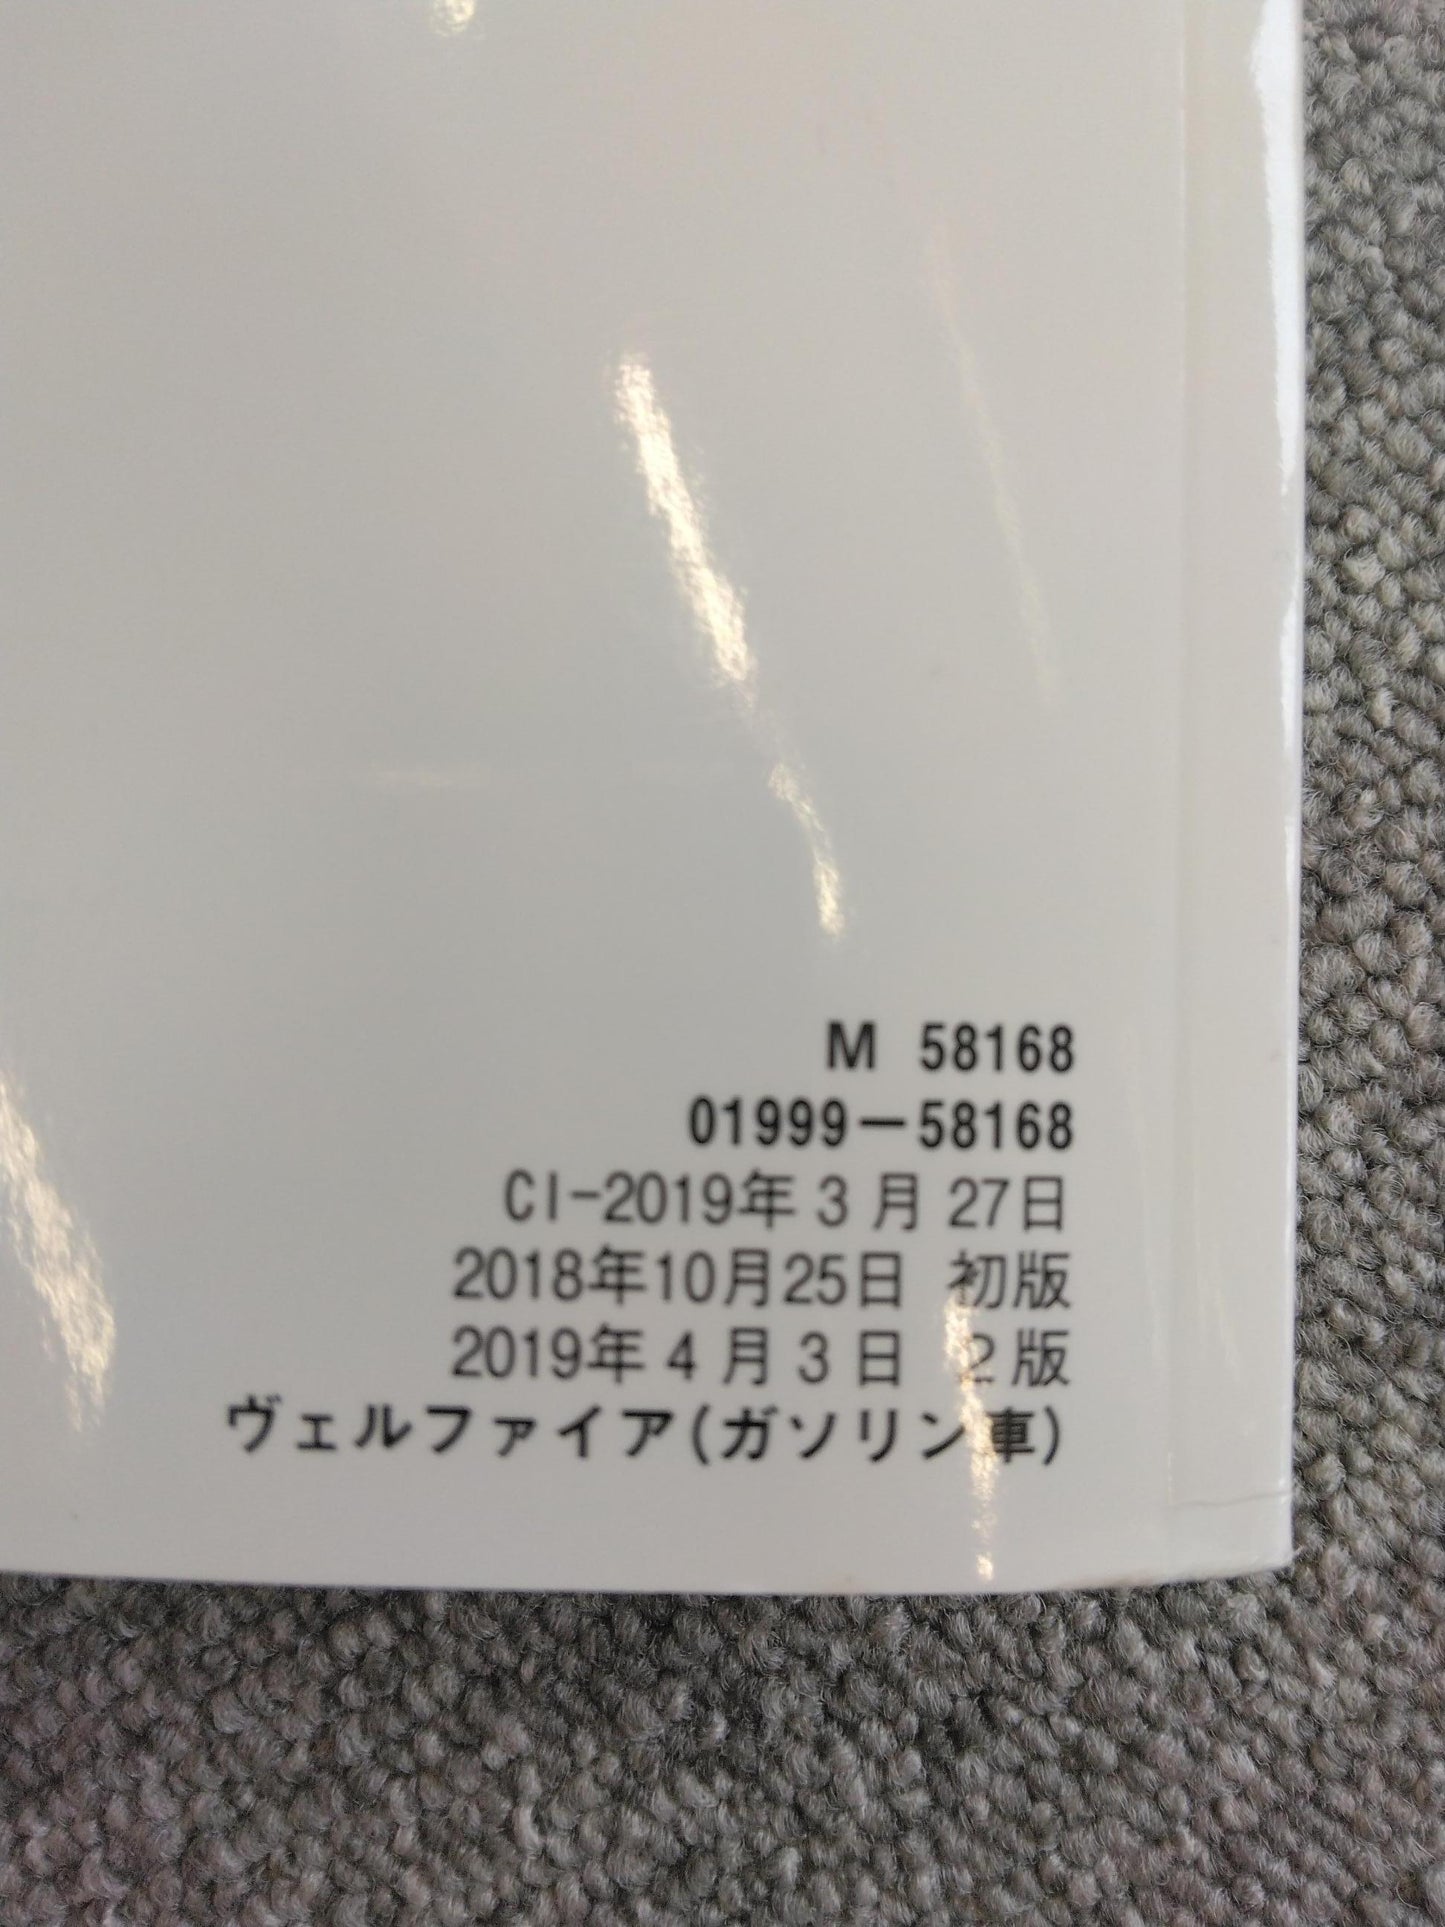 M 58168
01999－58168
CI-2019年３月27日
2018年10月25日　初版
2019年４月３日　２版
ヴェルファイア(ガソリン車)